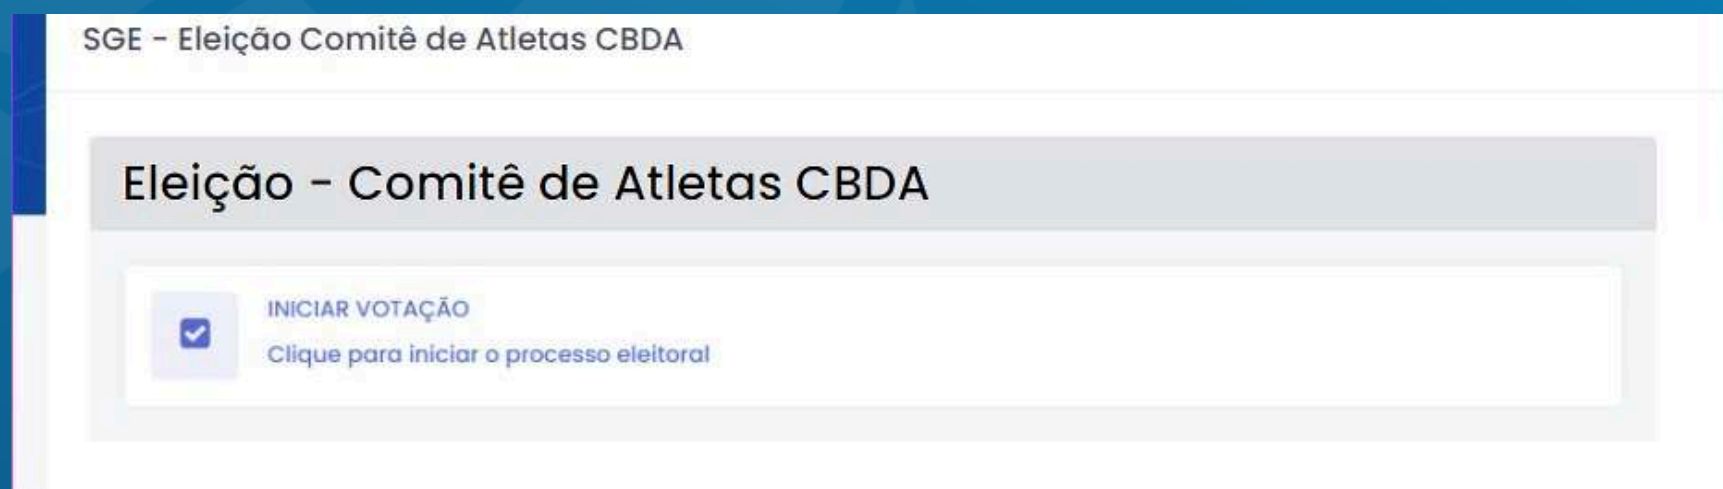 SGE - Eleição Comitê de Atletas CBDA
Eleição - Comitê de Atletas CBDA
INICIAR VOTAÇÃO
Clique para iniciar o processo eleitoral